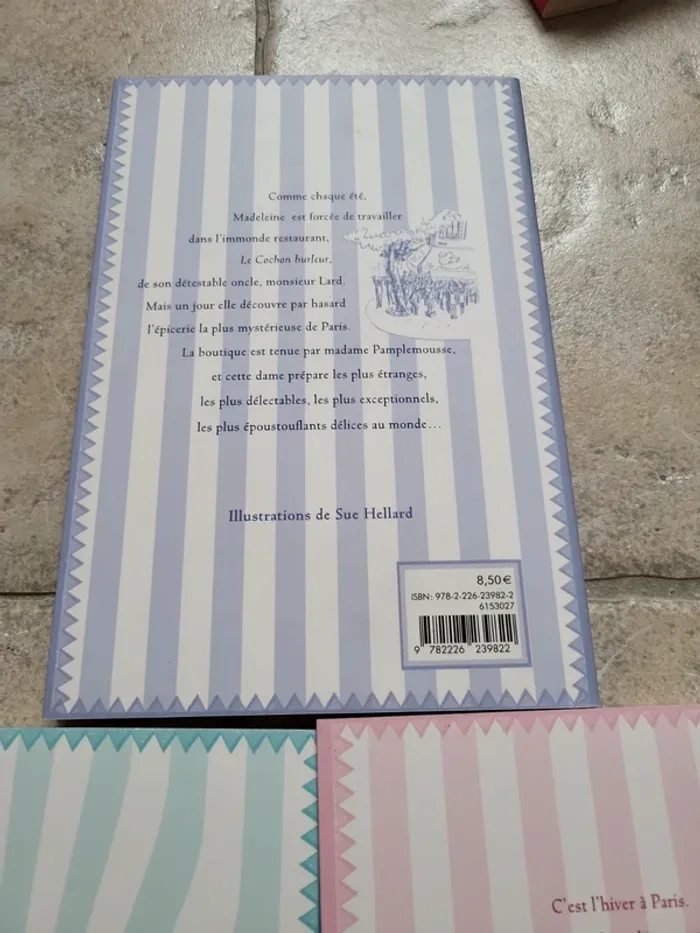 Comme chaque été,
Madeleine est forcée de travailler
dans l'immonde restaurant,
Le Cochon hurleur,
de son détestable oncle, monsieur Lard.
Mais un jour elle découvre par hasard
l'épicerie la plus mystérieuse de Paris.
La boutique est tenue par madame Pamplemousse,
et cette dame prépare les plus étranges,
les plus délectables, les plus exceptionnels,
les plus époustouflants délices au monde...
Illustrations de Sue Hellard
8,50 €
ISBN: 978-2-226-23982-2
6153027
9 782226 239822
C'est l'hiver à Paris.